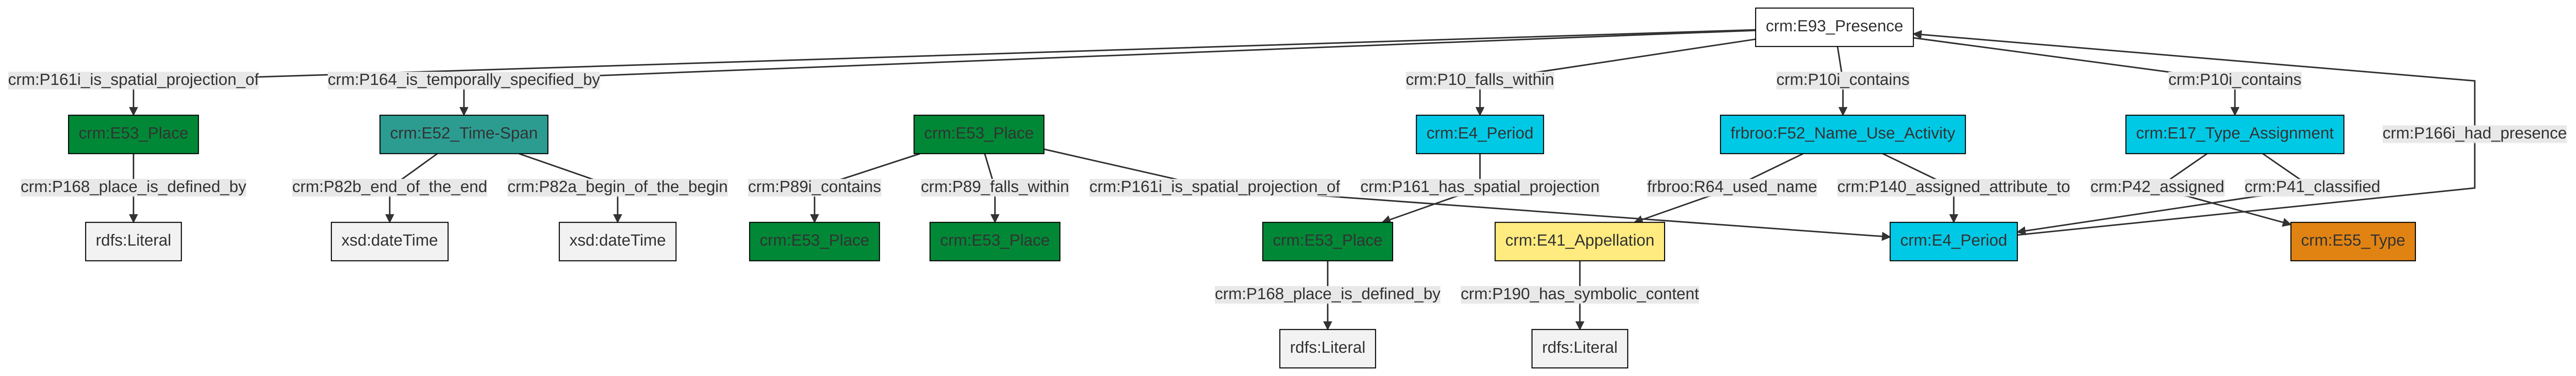 crm:E93_Presence
crm:P161i_is_spatial_projection_of
crm:P164_is_temporally_specified_by
crm:P10_falls_within
crm:P10i_contains
crm:P10i_contains
crm:E53_Place
crm:E52_Time-Span
crm:E53_Place
crm:E4_Period
frbroo:F52_Name_Use_Activity
crm:E17_Type_Assignment
crm:P166i_had_presence
crm:P168_place_is_defined_by
crm:P82b_end_of_the_end
crm:P82a_begin_of_the_begin
crm:P89i_contains
crm:P89_falls_within
crm:P161i_is_spatial_projection_of
crm:P161_has_spatial_projection
frbroo:R64_used_name
crm:P140_assigned_attribute_to
crm:P42_assigned
crm:P41_classified
rdfs:Literal
xsd:dateTime
xsd:dateTime
crm:E53_Place
crm:E53_Place
crm:E53_Place
crm:E41_Appellation
crm:E4_Period
crm:E55_Type
crm:P168_place_is_defined_by
crm:P190_has_symbolic_content
rdfs:Literal
rdfs:Literal